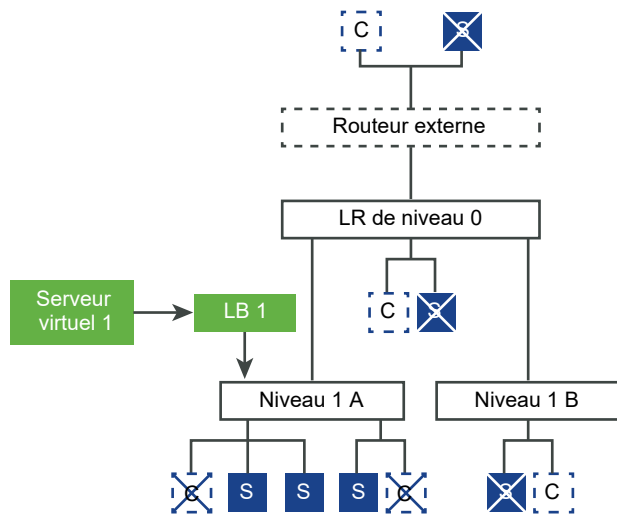 C S
Routeur externe
LR de niveau 0
C S
Serveur
virtuel 1
LB 1
Niveau 1 A
Niveau 1 B
C S S S C
S C